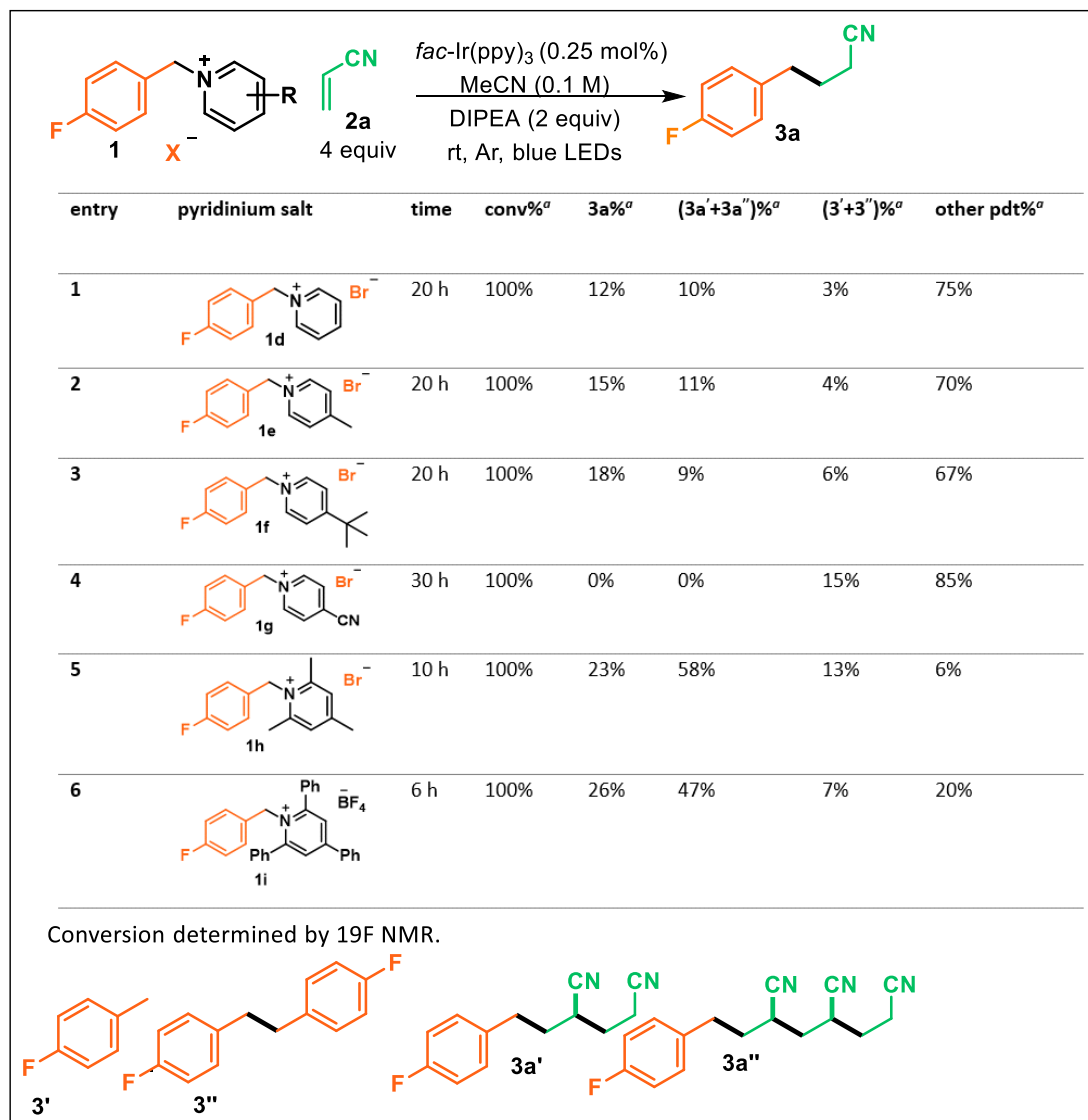 CN
2a
4 equiv
fac-Ir(ppy)₃ (0.25 mol%)
MeCN (0.1 M)
DIPEA (2 equiv)
rt, Ar, blue LEDs
F
N
+
R
1
X⁻
CN
3a
F
entry pyridinium salt time conv%ᵃ 3a%ᵃ (3a'+3a")%ᵃ (3'+3")%ᵃ other pdt%ᵃ
1 20 h 100% 12% 10% 3% 75%
F N + Br⁻
1d
2 20 h 100% 15% 11% 4% 70%
F N + Br⁻
1e
3 20 h 100% 18% 9% 6% 67%
F N + Br⁻
1f
4 30 h 100% 0% 0% 15% 85%
F N + Br⁻
CN
1g
5 10 h 100% 23% 58% 13% 6%
F N + Br⁻
1h
6 6 h 100% 26% 47% 7% 20%
Ph
F N + B̅F₄
Ph Ph
1i
Conversion determined by 19F NMR.
F
3'
F F
3"
CN CN
F
3a'
CN CN CN
F
3a"